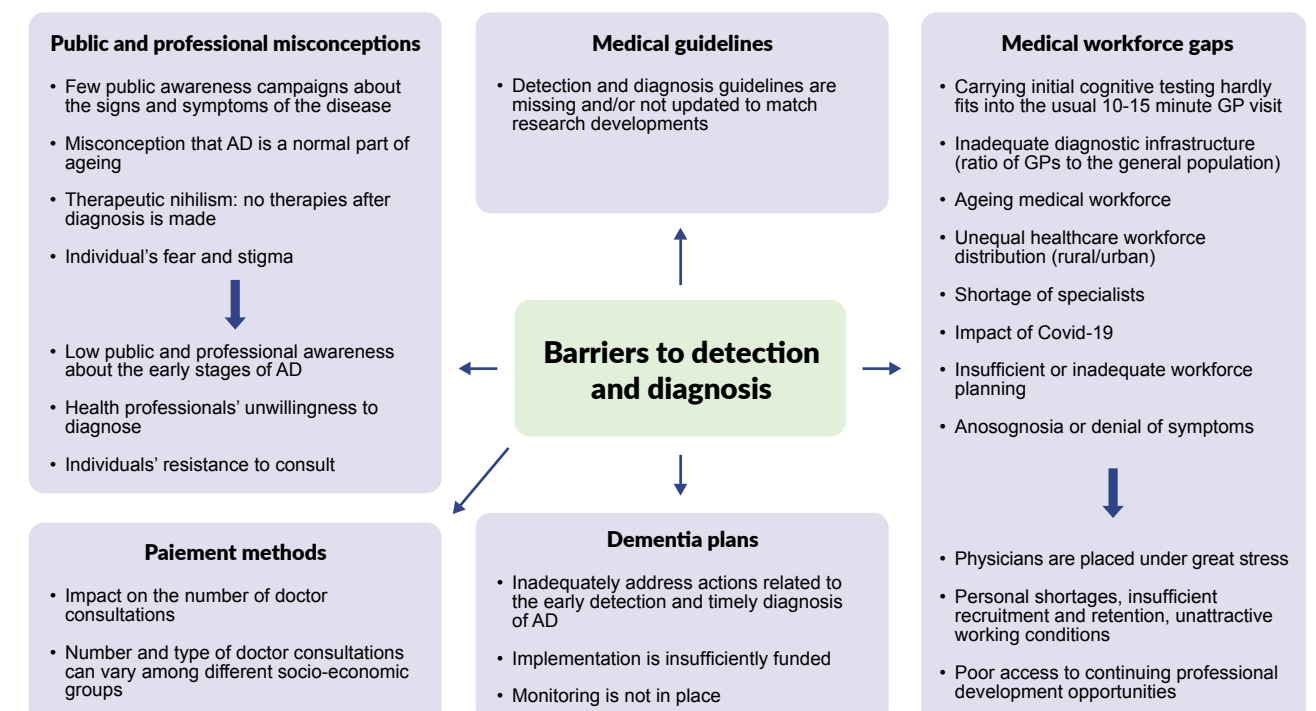 Public and professional misconceptions
• Few public awareness campaigns about
the signs and symptoms of the disease
• Misconception that AD is a normal part of
ageing
• Therapeutic nihilism: no therapies after
diagnosis is made
• Individual’s fear and stigma
• Low public and professional awareness
about the early stages of AD
• Health professionals’ unwillingness to
diagnose
• Individuals’ resistance to consult
Medical guidelines
• Detection and diagnosis guidelines are
missing and/or not updated to match
research developments
Medical workforce gaps
• Carrying initial cognitive testing hardly
fits into the usual 10-15 minute GP visit
• Inadequate diagnostic infrastructure
(ratio of GPs to the general population)
• Ageing medical workforce
• Unequal healthcare workforce
distribution (rural/urban)
• Shortage of specialists
• Impact of Covid-19
• Insufficient or inadequate workforce
planning
• Anosognosia or denial of symptoms
• Physicians are placed under great stress
• Personal shortages, insufficient
recruitment and retention, unattractive
working conditions
• Poor access to continuing professional
development opportunities
Barriers to detection
and diagnosis
Paiement methods
• Impact on the number of doctor
consultations
• Number and type of doctor consultations
can vary among different socio-economic
groups
Dementia plans
• Inadequately address actions related to
the early detection and timely diagnosis
of AD
• Implementation is insufficiently funded
• Monitoring is not in place